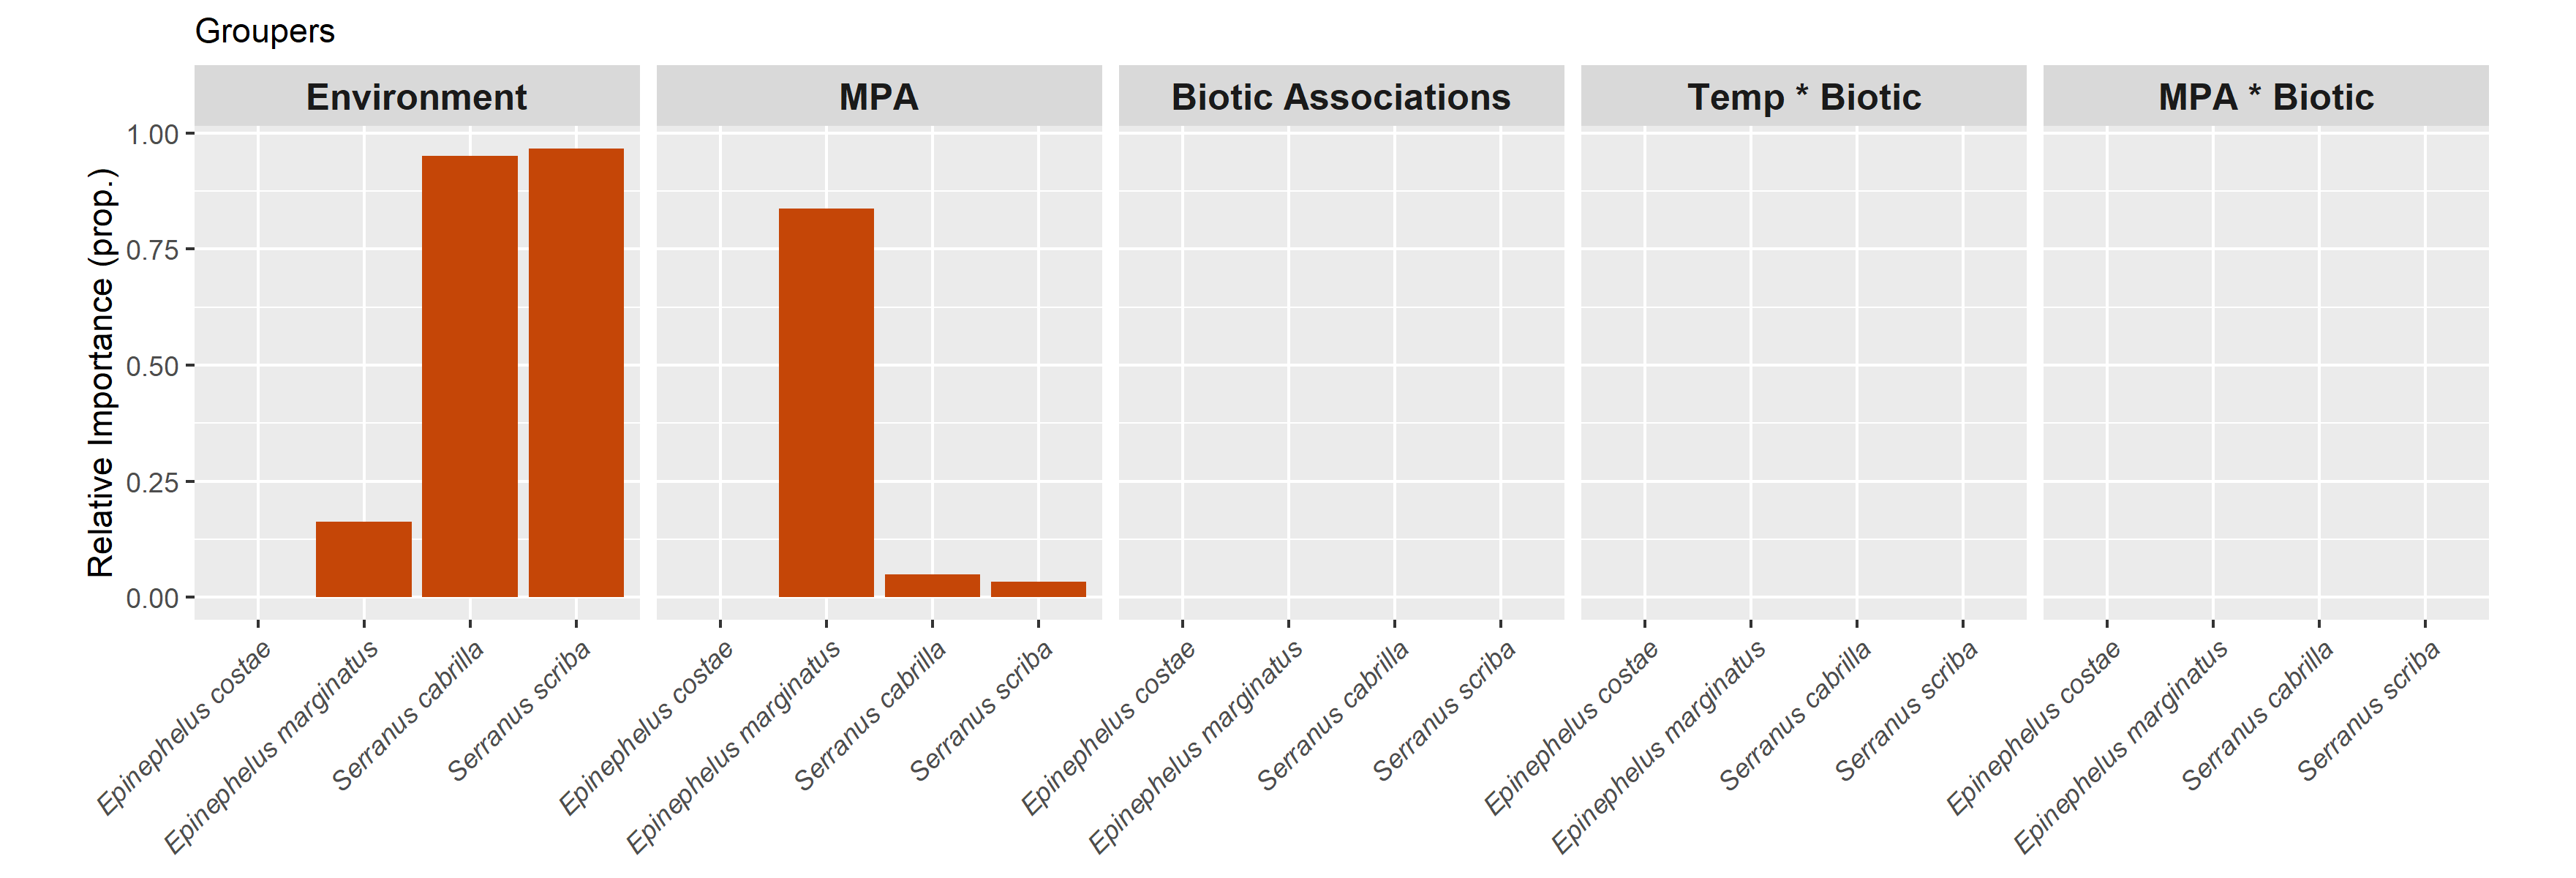 Groupers
Environment
MPA
Biotic Associations
Temp * Biotic
MPA * Biotic
Relative Importance (prop.)
1.00
0.75
0.50
0.25
0.00
Epinephelus costae
Epinephelus marginatus
Serranus cabrilla
Serranus scriba
Epinephelus costae
Epinephelus marginatus
Serranus cabrilla
Serranus scriba
Epinephelus costae
Epinephelus marginatus
Serranus cabrilla
Serranus scriba
Epinephelus costae
Epinephelus marginatus
Serranus cabrilla
Serranus scriba
Epinephelus costae
Epinephelus marginatus
Serranus cabrilla
Serranus scriba